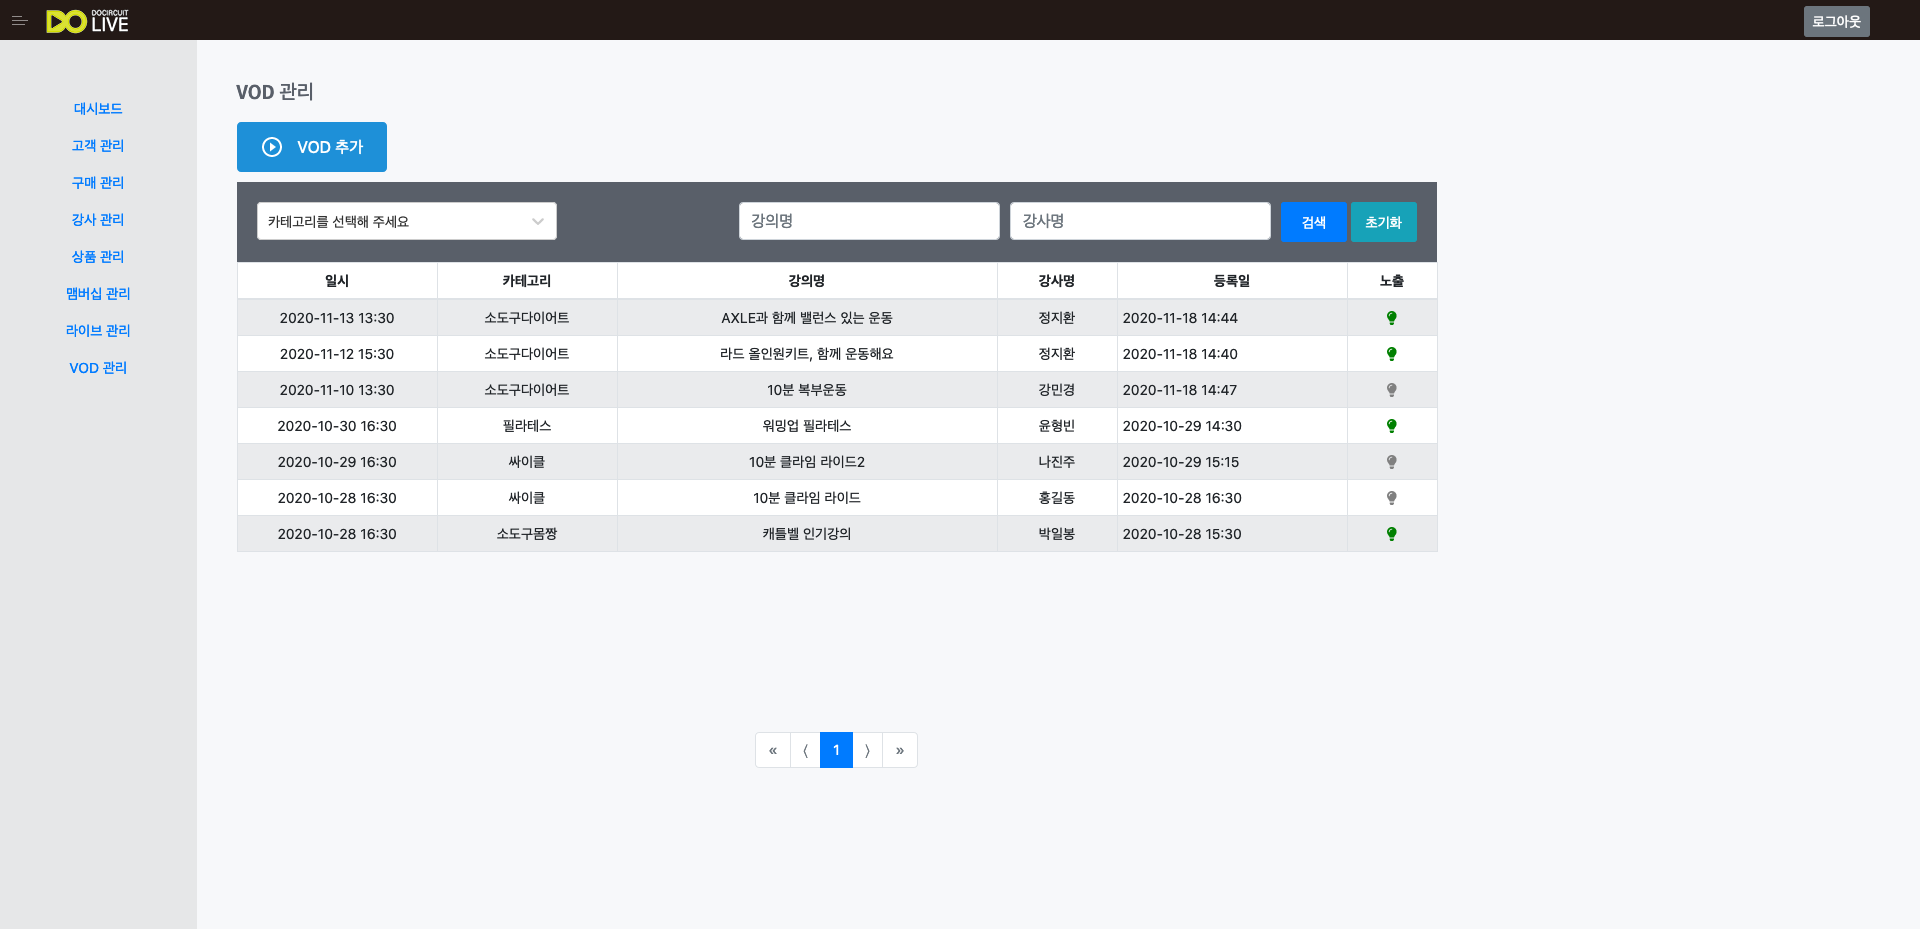 DO DOCIRCUIT LIVE
로그아웃
대시보드
고객 관리
구매 관리
강사 관리
상품 관리
맴버십 관리
라이브 관리
VOD 관리
VOD 관리
VOD 추가
카테고리를 선택해 주세요 강의명 강사명 검색 초기화
일시 카테고리 강의명 강사명 등록일 노출
2020-11-13 13:30 소도구다이어트 AXLE과 함께 밸런스 있는 운동 정지환 2020-11-18 14:44
2020-11-12 15:30 소도구다이어트 라드 올인원키트, 함께 운동해요 정지환 2020-11-18 14:40
2020-11-10 13:30 소도구다이어트 10분 복부운동 강민경 2020-11-18 14:47
2020-10-30 16:30 필라테스 워밍업 필라테스 윤형빈 2020-10-29 14:30
2020-10-29 16:30 싸이클 10분 클라임 라이드2 나진주 2020-10-29 15:15
2020-10-28 16:30 싸이클 10분 클라임 라이드 홍길동 2020-10-28 16:30
2020-10-28 16:30 소도구몸짱 캐틀벨 인기강의 박일봉 2020-10-28 15:30
« ⟨ 1 ⟩ »